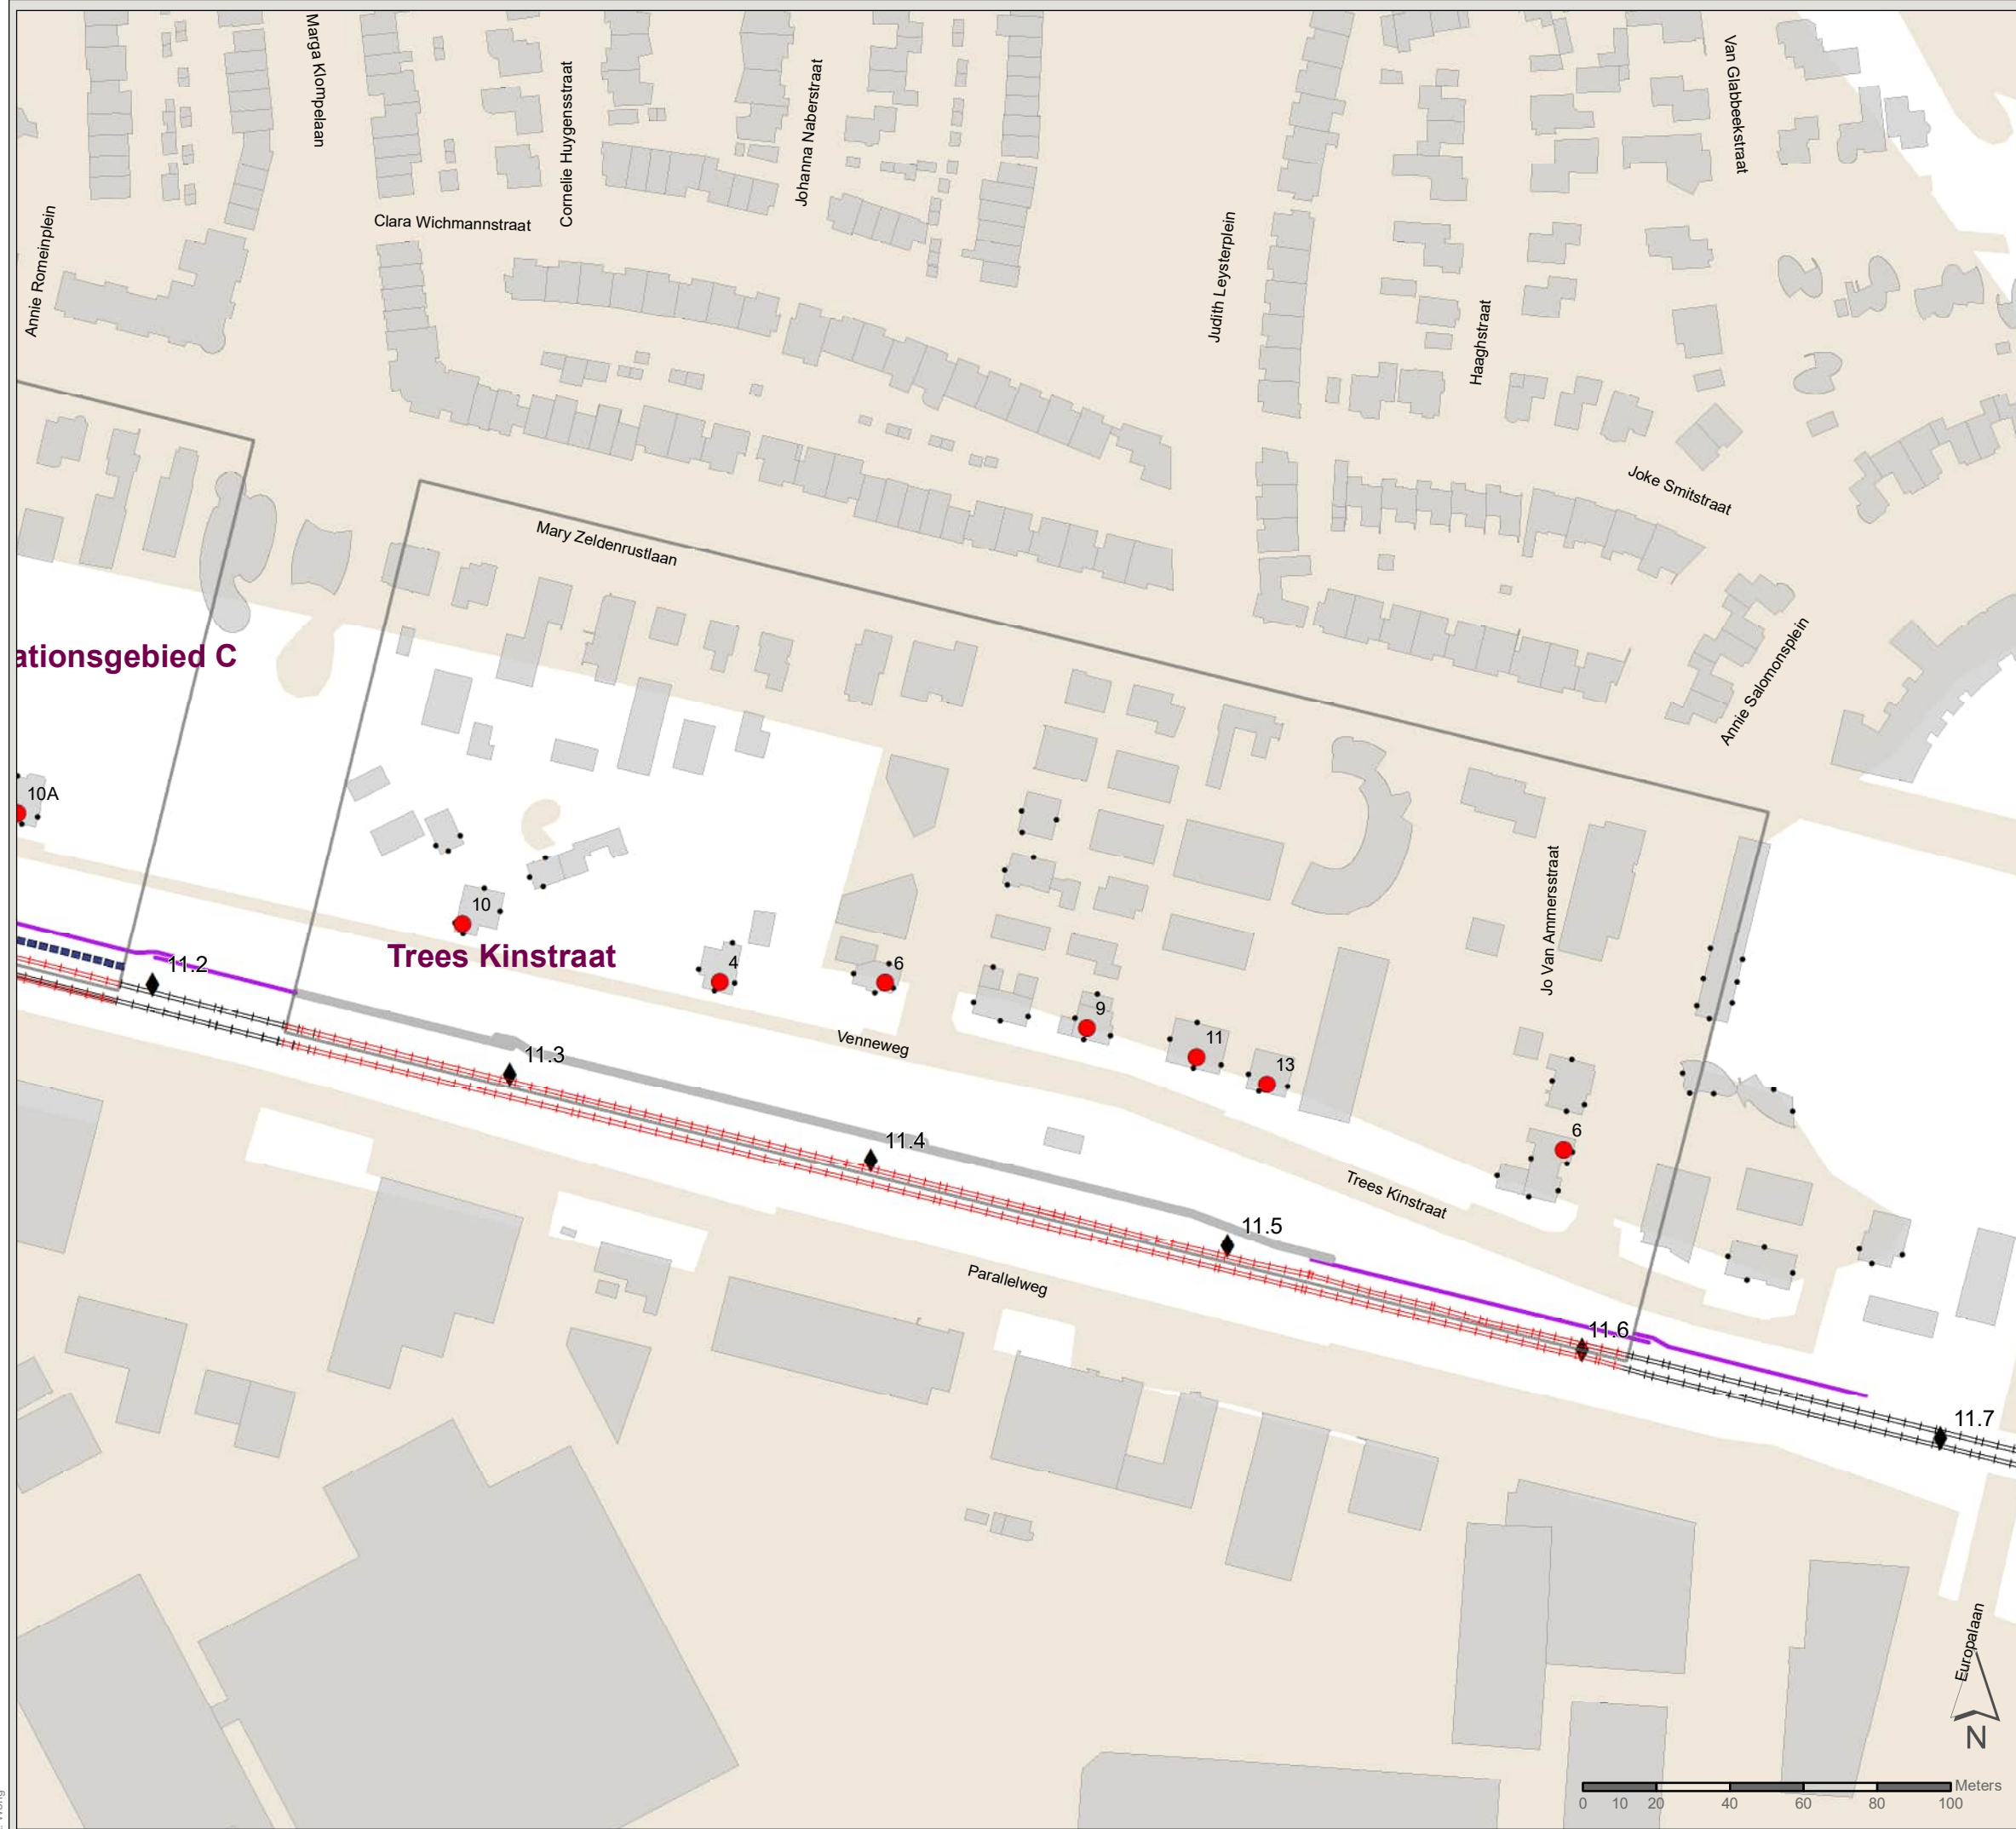 Marga Klompelaan
Cornelie Huygensstraat
Johanna Naberstraat
Van Glabbeekstraat
Annie Romeinplein
Clara Wichmannstraat
Judith Leysterplein
Haaghstraat
Joke Smitstraat
Mary Zeldenrustlaan
Annie Salomonsplein
ationsgebied C
10A
10
Trees Kinstraat
4
6
9
11
13
Jo Van Ammersstraat
6
11.2
11.3
Venneweg
11.4
Trees Kinstraat
11.5
Parallelweg
11.6
11.7
Europalaan
N
Meters
0 10 20 40 60 80 100